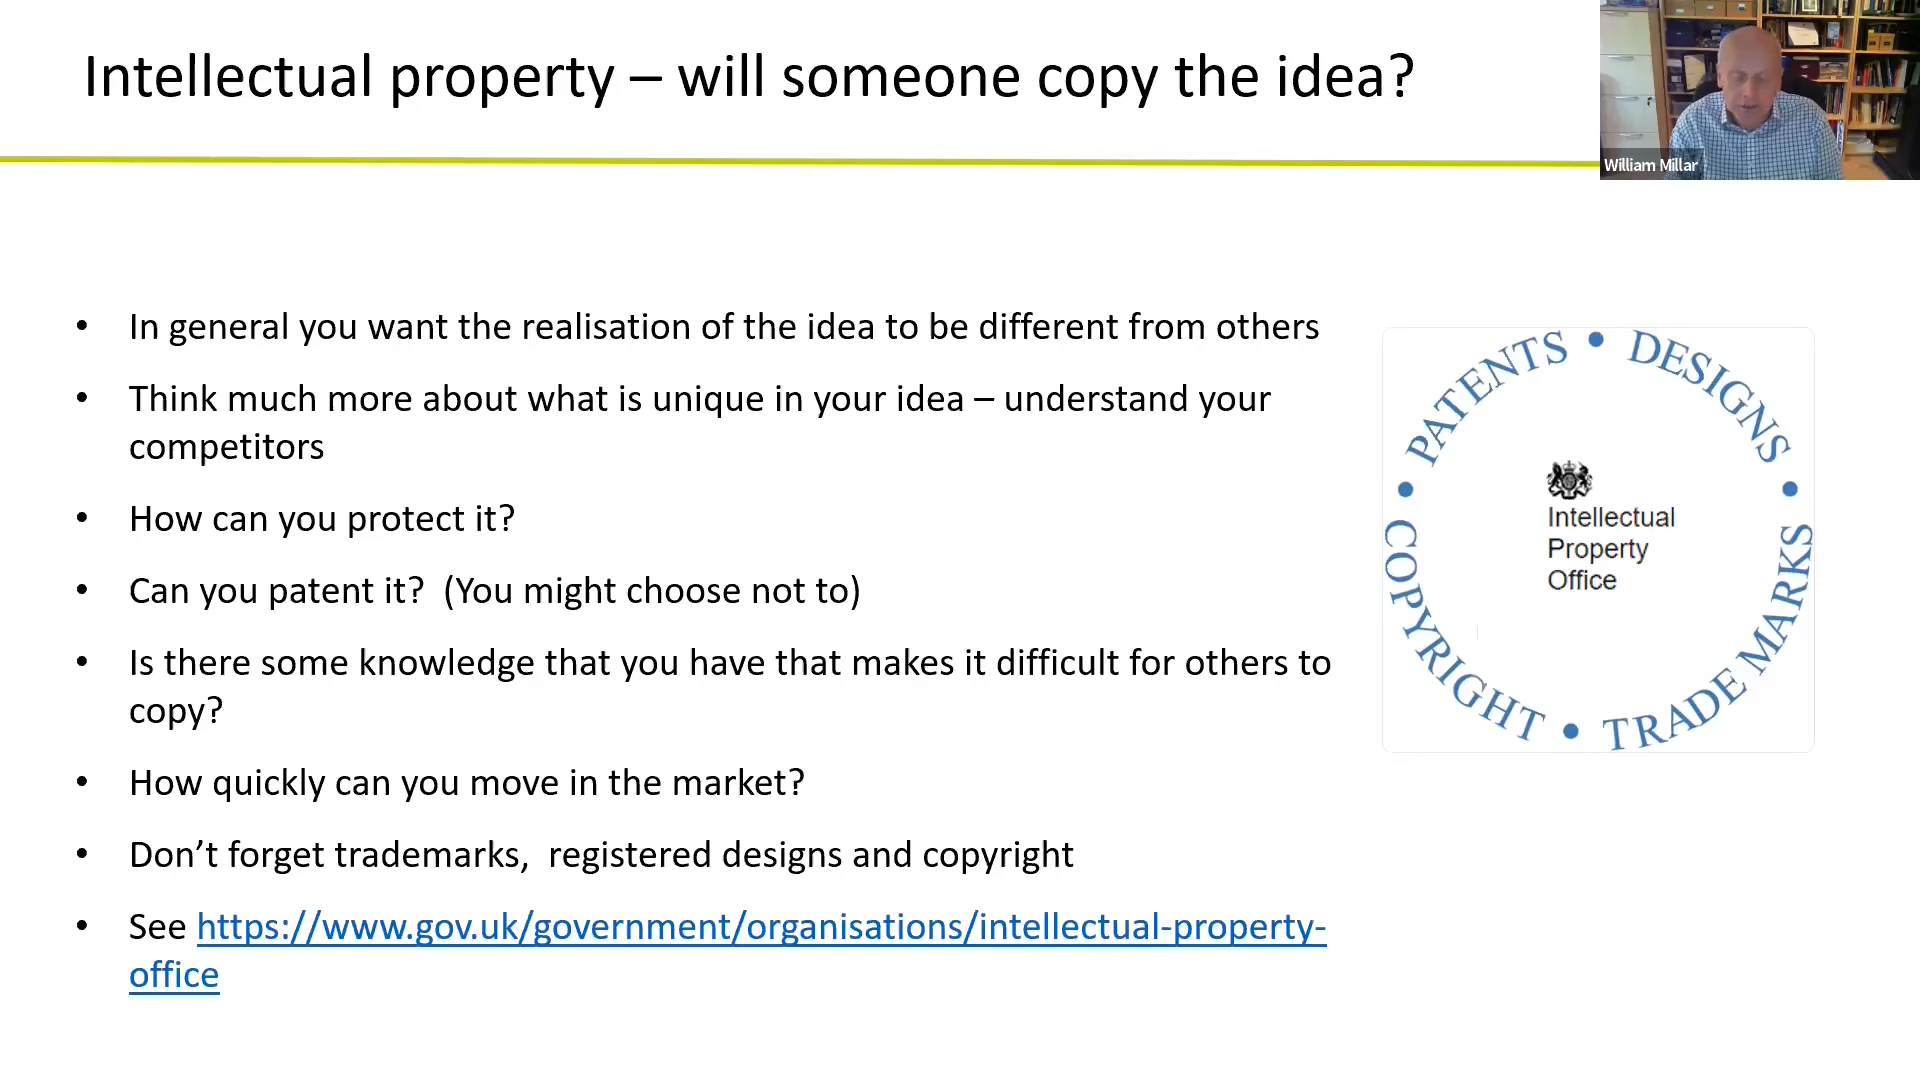 Intellectual property – will someone copy the idea?
William Millar
• In general you want the realisation of the idea to be different from others
• Think much more about what is unique in your idea – understand your
competitors
• How can you protect it?
• Can you patent it?  (You might choose not to)
• Is there some knowledge that you have that makes it difficult for others to
copy?
• How quickly can you move in the market?
• Don’t forget trademarks,  registered designs and copyright
• See https://www.gov.uk/government/organisations/intellectual-property-
office
PATENTS • DESIGNS • TRADE MARKS • COPYRIGHT •
Intellectual
Property
Office